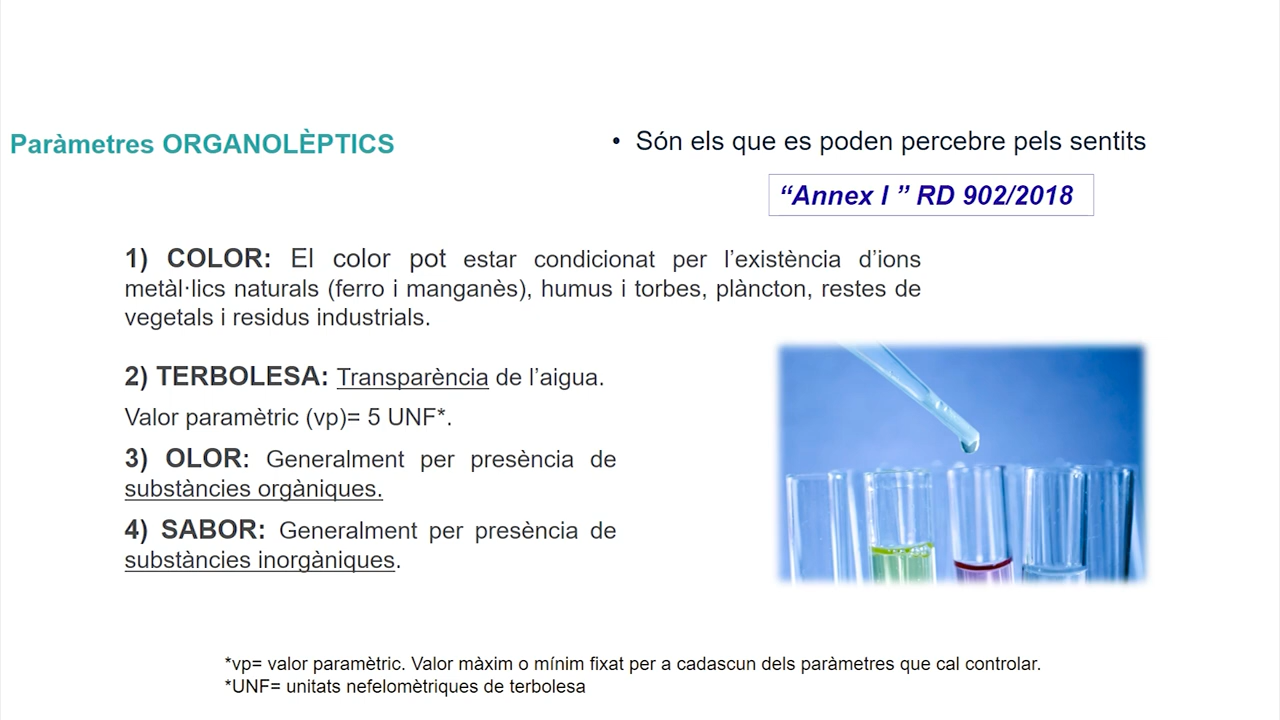 Paràmetres ORGANOLÈPTICS
• Són els que es poden percebre pels sentits
“Annex I ” RD 902/2018
1) COLOR: El color pot estar condicionat per l’existència d’ions
metàl·lics naturals (ferro i manganès), humus i torbes, plàncton, restes de
vegetals i residus industrials.
2) TERBOLESA: Transparència de l’aigua.
Valor paramètric (vp)= 5 UNF*.
3) OLOR: Generalment per presència de
substàncies orgàniques.
4) SABOR: Generalment per presència de
substàncies inorgàniques.
*vp= valor paramètric. Valor màxim o mínim fixat per a cadascun dels paràmetres que cal controlar.
*UNF= unitats nefelomètriques de terbolesa